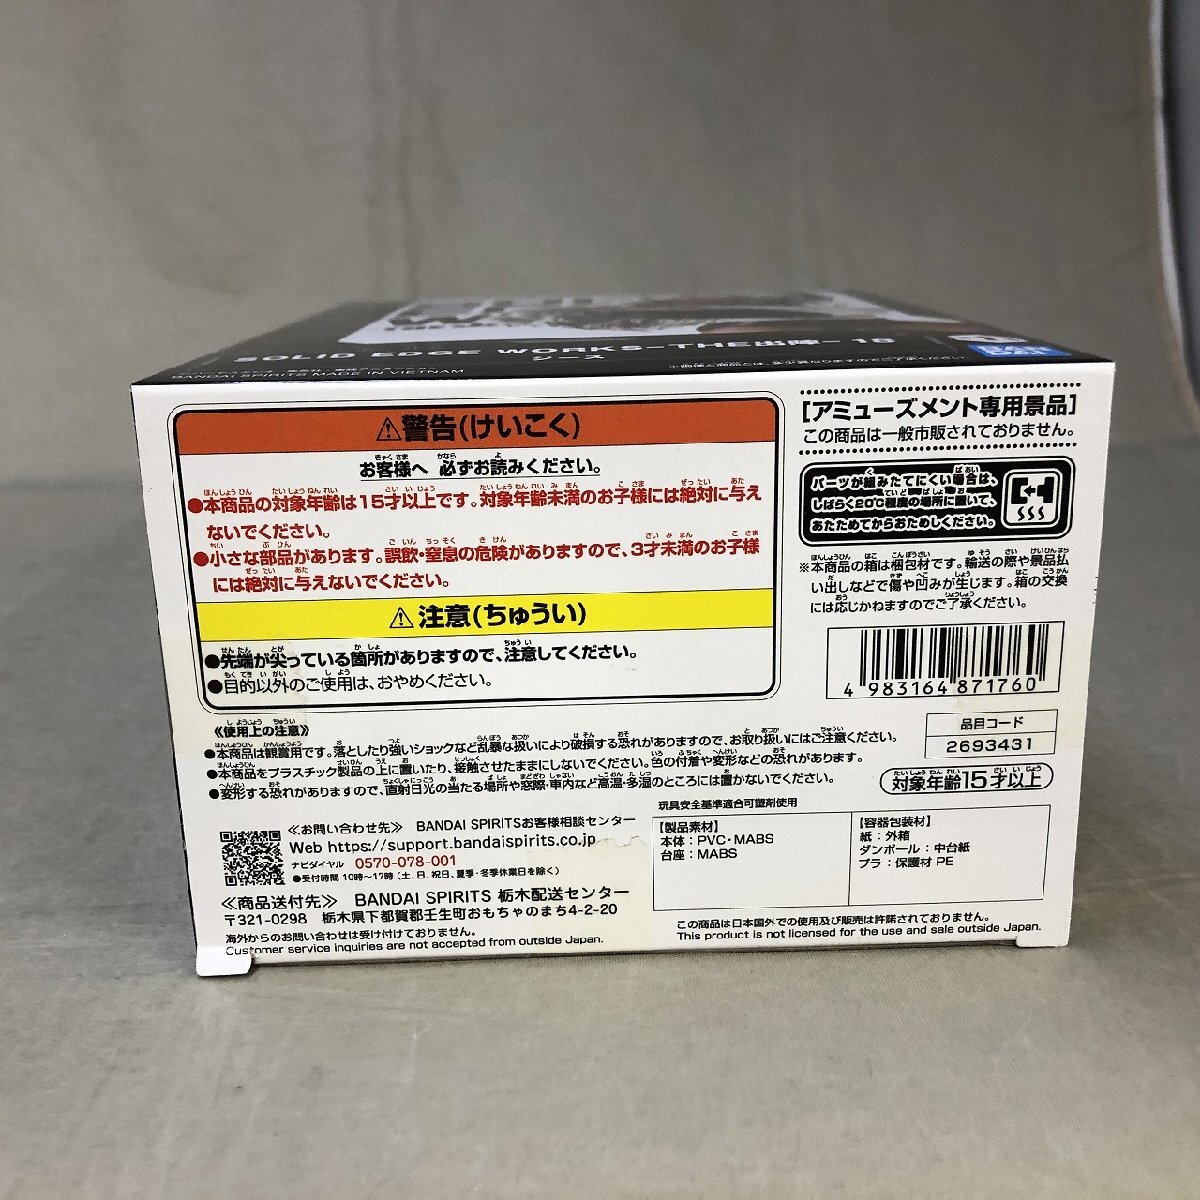 SOLID EDGE WORKS-THE出陣- 18
シーズ
BANDAI SPIRITS MADE IN VIETNAM
※画像と商品とは、多少異なりますのでご了承ください。
⚠警告(けいこく)
お客様へ 必ずお読みください。
●本商品の対象年齢は15才以上です。対象年齢未満のお子様には絶対に与え
ないでください。
●小さな部品があります。誤飲・窒息の危険がありますので、3才未満のお子様
には絶対に与えないでください。
⚠注意(ちゅうい)
●先端が尖っている箇所がありますので、注意してください。
●目的以外のご使用は、おやめください。
《使用上の注意》
●本商品は観賞用です。落としたり強いショックなど乱暴な扱いにより破損する恐れがありますので、お取り扱いにはご注意ください。
●本商品をプラスチック製品の上に置いたり、接触させたままにしないでください。色の付着や変形などの恐れがあります。
●変形する恐れがありますので、直射日光の当たる場所や窓際・車内など高温・多湿のところには置かないでください。
≪お問い合わせ先≫ BANDAI SPIRITSお客様相談センター
Web https://support.bandaispirits.co.jp
ナビダイヤル 0570-078-001
●受付時間 10時～17時(土、日、祝日、夏季・冬季休業日を除く)
≪商品送付先≫ BANDAI SPIRITS 栃木配送センター
〒321-0298 栃木県下都賀郡壬生町おもちゃのまち4-2-20
海外からのお問い合わせは受け付けておりません。
Customer service inquiries are not accepted from outside Japan.
[アミューズメント専用景品]
この商品は一般市販されておりません。
パーツが組みたてにくい場合は、
しばらく20℃程度の場所に置いて、
あたためてからおためしください。
※本商品の箱は梱包材です。輸送の際や景品払
い出しなどで傷や凹みが生じます。箱の交換
には応じかねますのでご了承ください。
4 983164 871760
品目コード
2693431
対象年齢15才以上
玩具安全基準適合可塑剤使用
【製品素材】
本体：PVC・MABS
台座：MABS
【容器包装材】
紙：外箱
ダンボール：中台紙
プラ：保護材 PE
この商品は日本国外での使用及び販売は許諾されておりません。
This product is not licensed for the use and sale outside Japan.